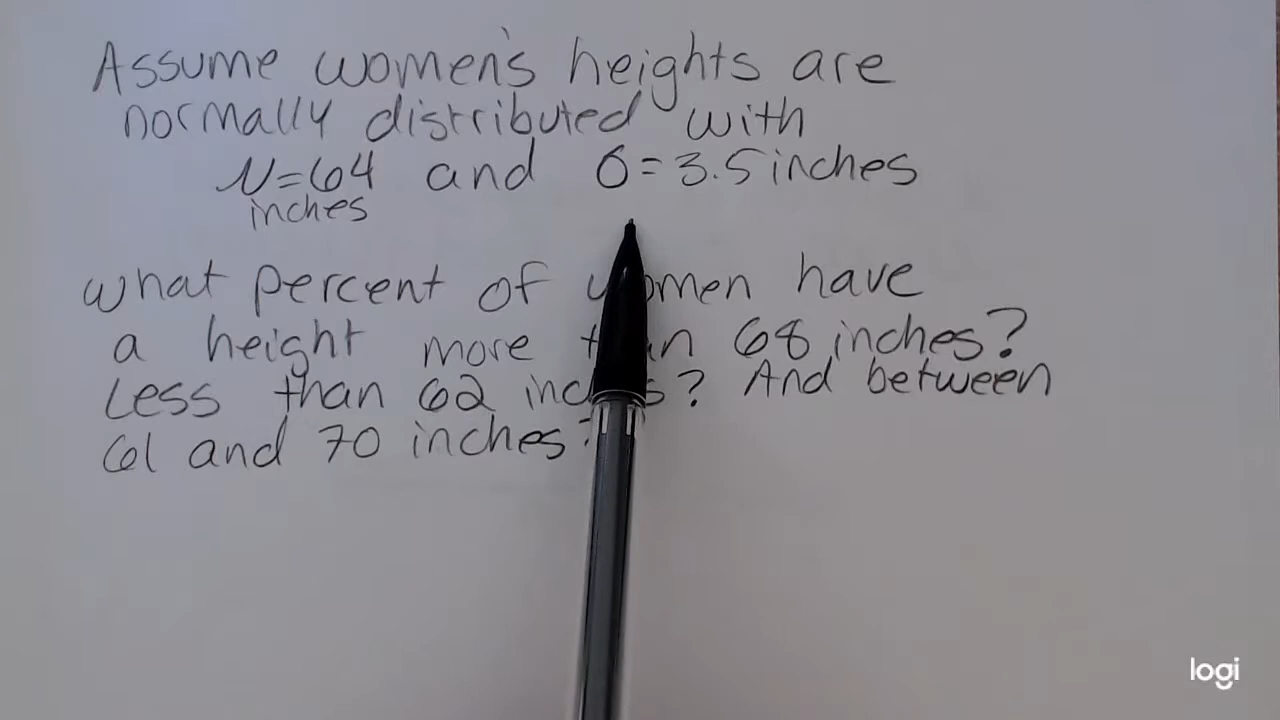 Assume women's heights are
normally distributed with
μ=64 and σ=3.5 inches
inches
what percent of women have
a height more than 68 inches?
Less than 62 inches? And between
61 and 70 inches?
logi